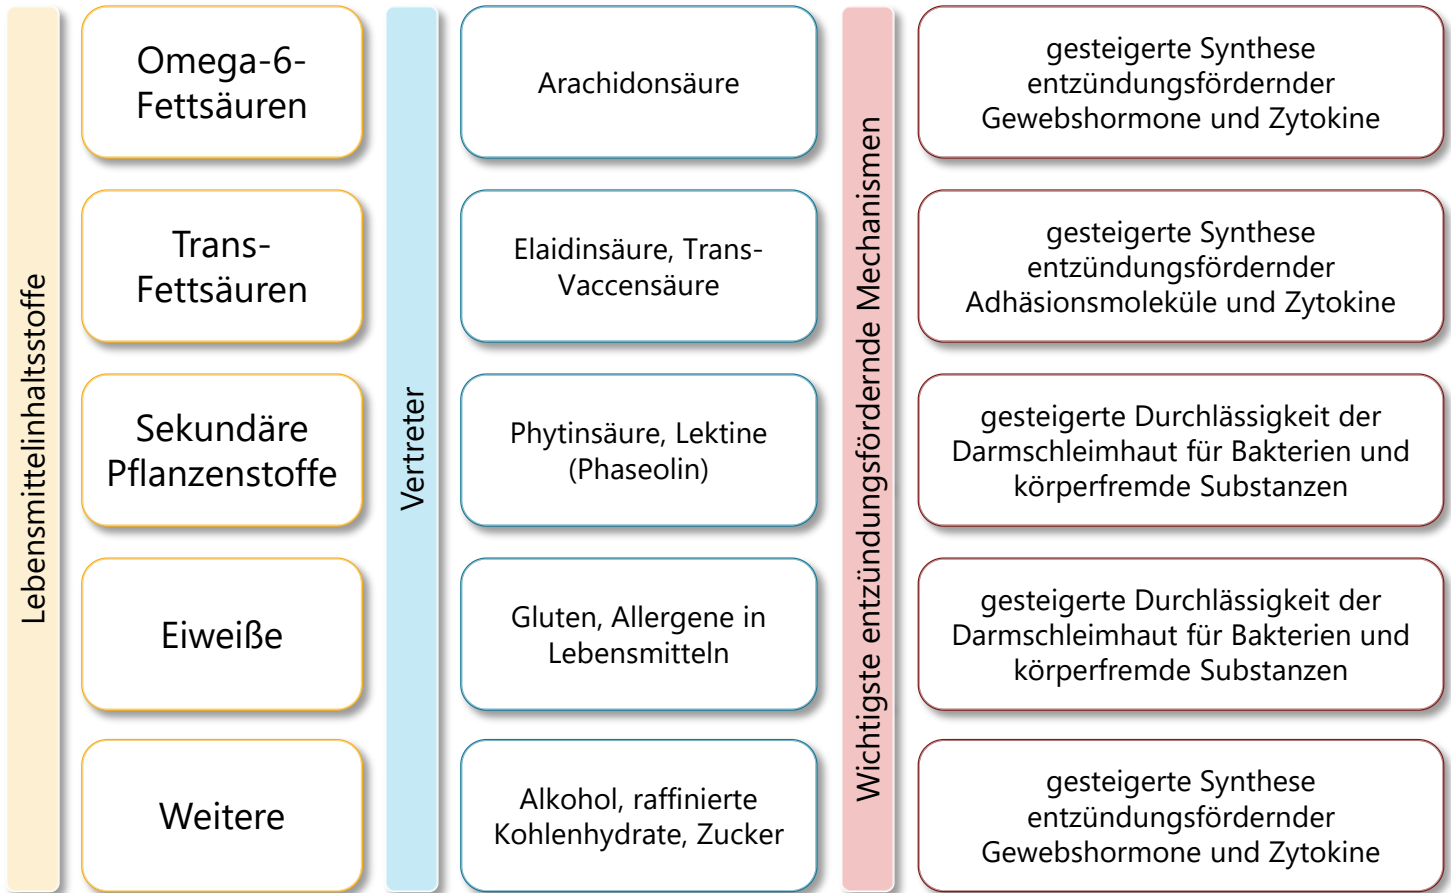 Lebensmittelinhaltsstoffe
Omega-6-
Fettsäuren
Trans-
Fettsäuren
Sekundäre
Pflanzenstoffe
Eiweiße
Weitere
Vertreter
Arachidonsäure
Elaidinsäure, Trans-
Vaccensäure
Phytinsäure, Lektine
(Phaseolin)
Gluten, Allergene in
Lebensmitteln
Alkohol, raffinierte
Kohlenhydrate, Zucker
Wichtigste entzündungsfördernde Mechanismen
gesteigerte Synthese
entzündungsfördernder
Gewebshormone und Zytokine
gesteigerte Synthese
entzündungsfördernder
Adhäsionsmoleküle und Zytokine
gesteigerte Durchlässigkeit der
Darmschleimhaut für Bakterien und
körperfremde Substanzen
gesteigerte Durchlässigkeit der
Darmschleimhaut für Bakterien und
körperfremde Substanzen
gesteigerte Synthese
entzündungsfördernder
Gewebshormone und Zytokine